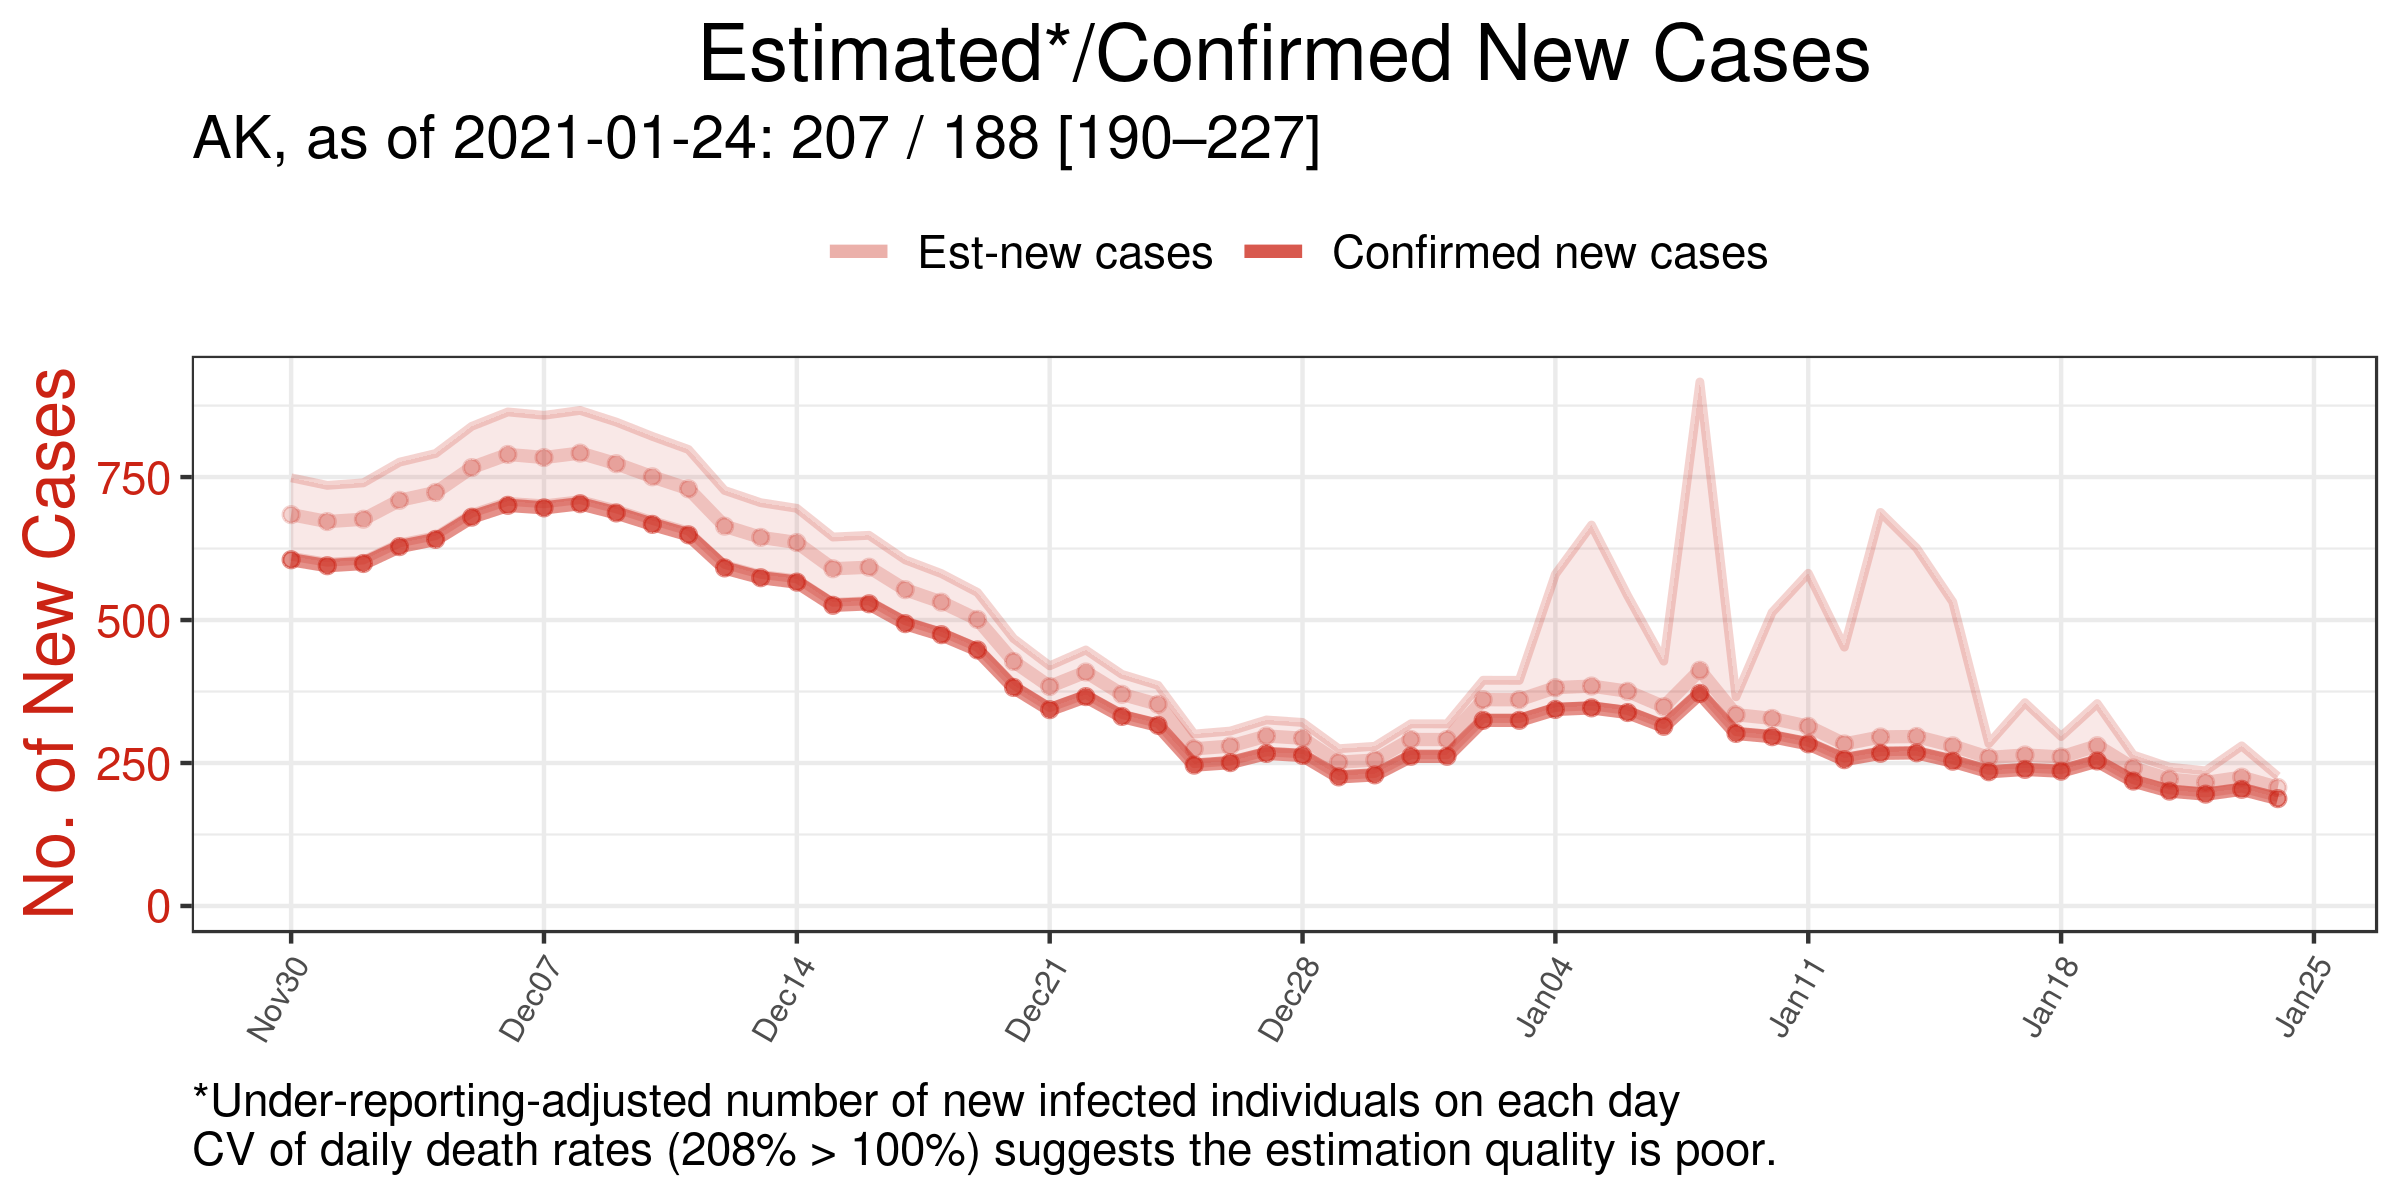 Estimated*/Confirmed New Cases
AK, as of 2021-01-24: 207 / 188 [190–227]
Est-new cases
Confirmed new cases
No. of New Cases
750
500
250
0
Nov30
Dec07
Dec14
Dec21
Dec28
Jan04
Jan11
Jan18
Jan25
*Under-reporting-adjusted number of new infected individuals on each day
CV of daily death rates (208% > 100%) suggests the estimation quality is poor.